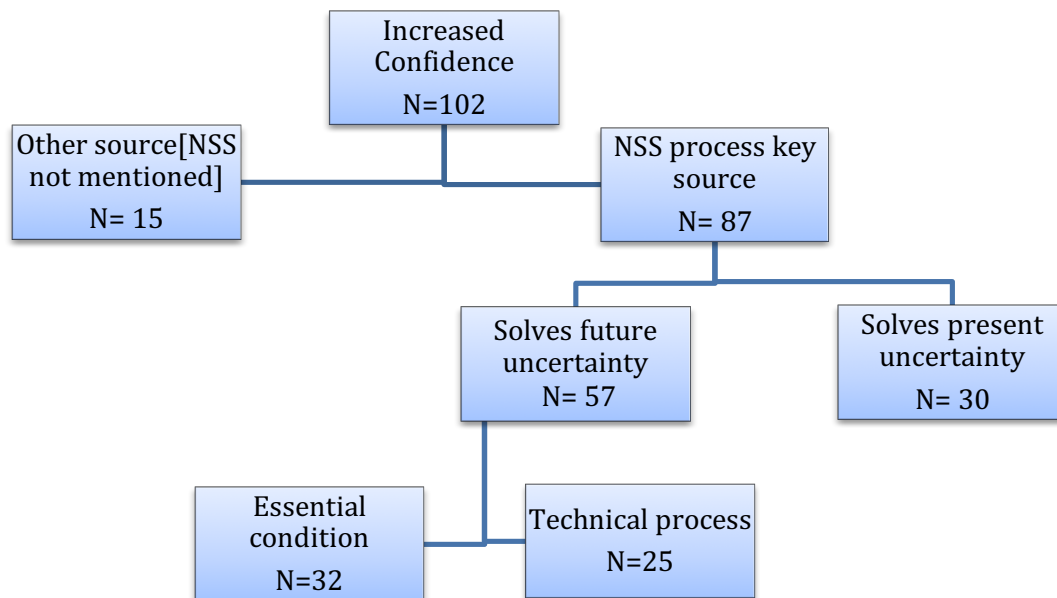 Increased
Confidence
N=102
Other source[NSS
not mentioned]
N= 15
NSS process key
source
N= 87
Solves future
uncertainty
N= 57
Solves present
uncertainty
N= 30
Essential
condition
N=32
Technical process
N=25